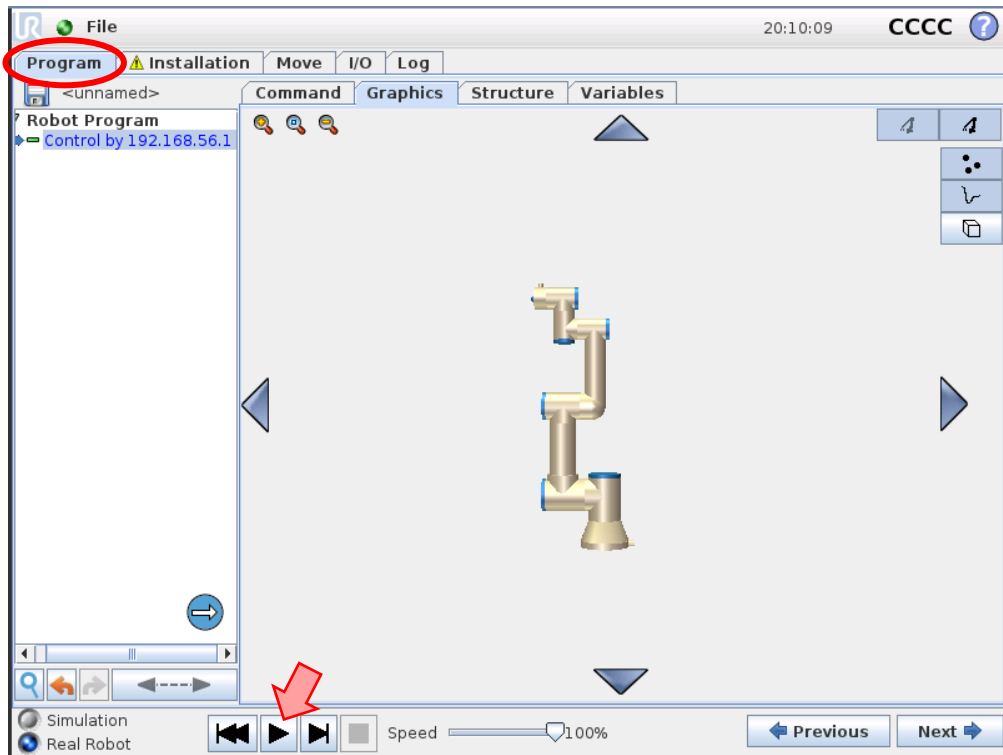 UR File 20:10:09 CCCC ?
Program Installation Move I/O Log
<unnamed> Command Graphics Structure Variables
Robot Program
Control by 192.168.56.1
Simulation
Real Robot
Speed 100%
Previous Next